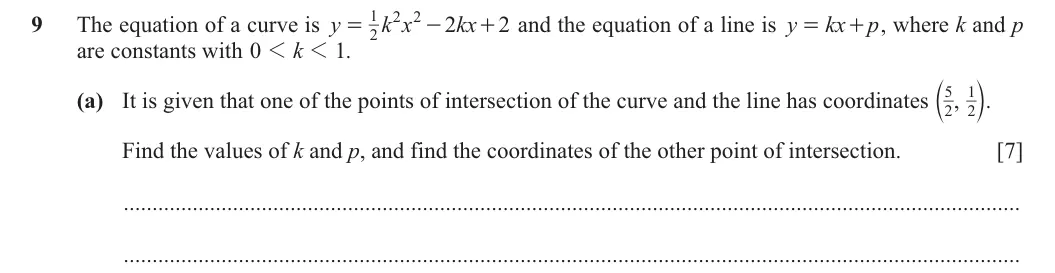 9 The equation of a curve is y = ½k²x² − 2kx + 2 and the equation of a line is y = kx + p, where k and p
are constants with 0 < k < 1.
(a) It is given that one of the points of intersection of the curve and the line has coordinates (5/2, 1/2).
Find the values of k and p, and find the coordinates of the other point of intersection. [7]